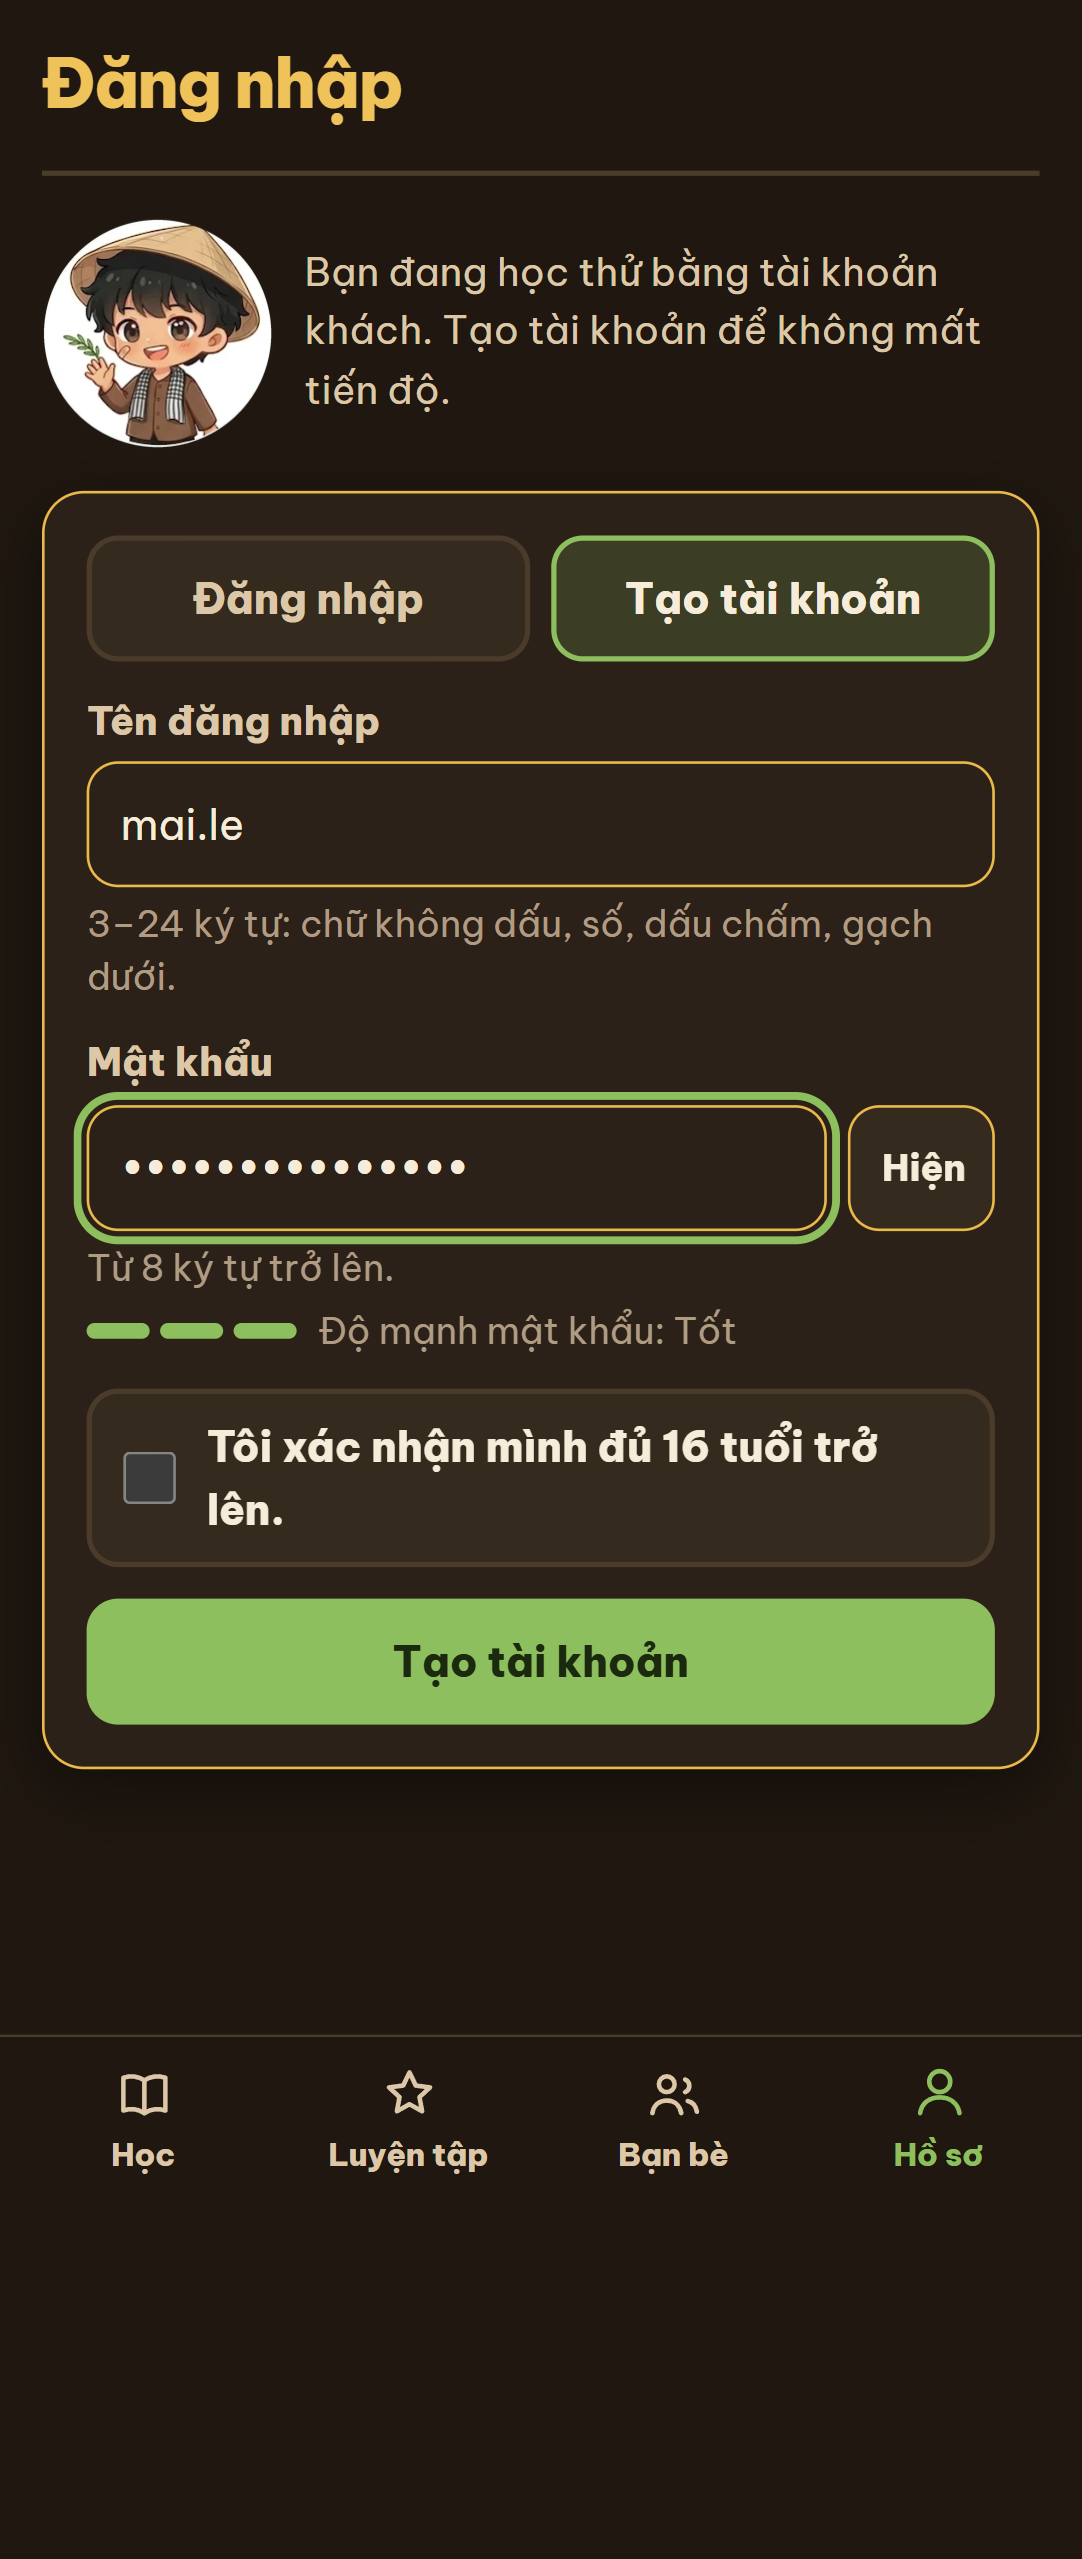 Đăng nhập
Bạn đang học thử bằng tài khoản
khách. Tạo tài khoản để không mất
tiến độ.
Đăng nhập
Tạo tài khoản
Tên đăng nhập
mai.le
3–24 ký tự: chữ không dấu, số, dấu chấm, gạch
dưới.
Mật khẩu
•••••••••••••••
Hiện
Từ 8 ký tự trở lên.
Độ mạnh mật khẩu: Tốt
Tôi xác nhận mình đủ 16 tuổi trở
lên.
Tạo tài khoản
Học
Luyện tập
Bạn bè
Hồ sơ